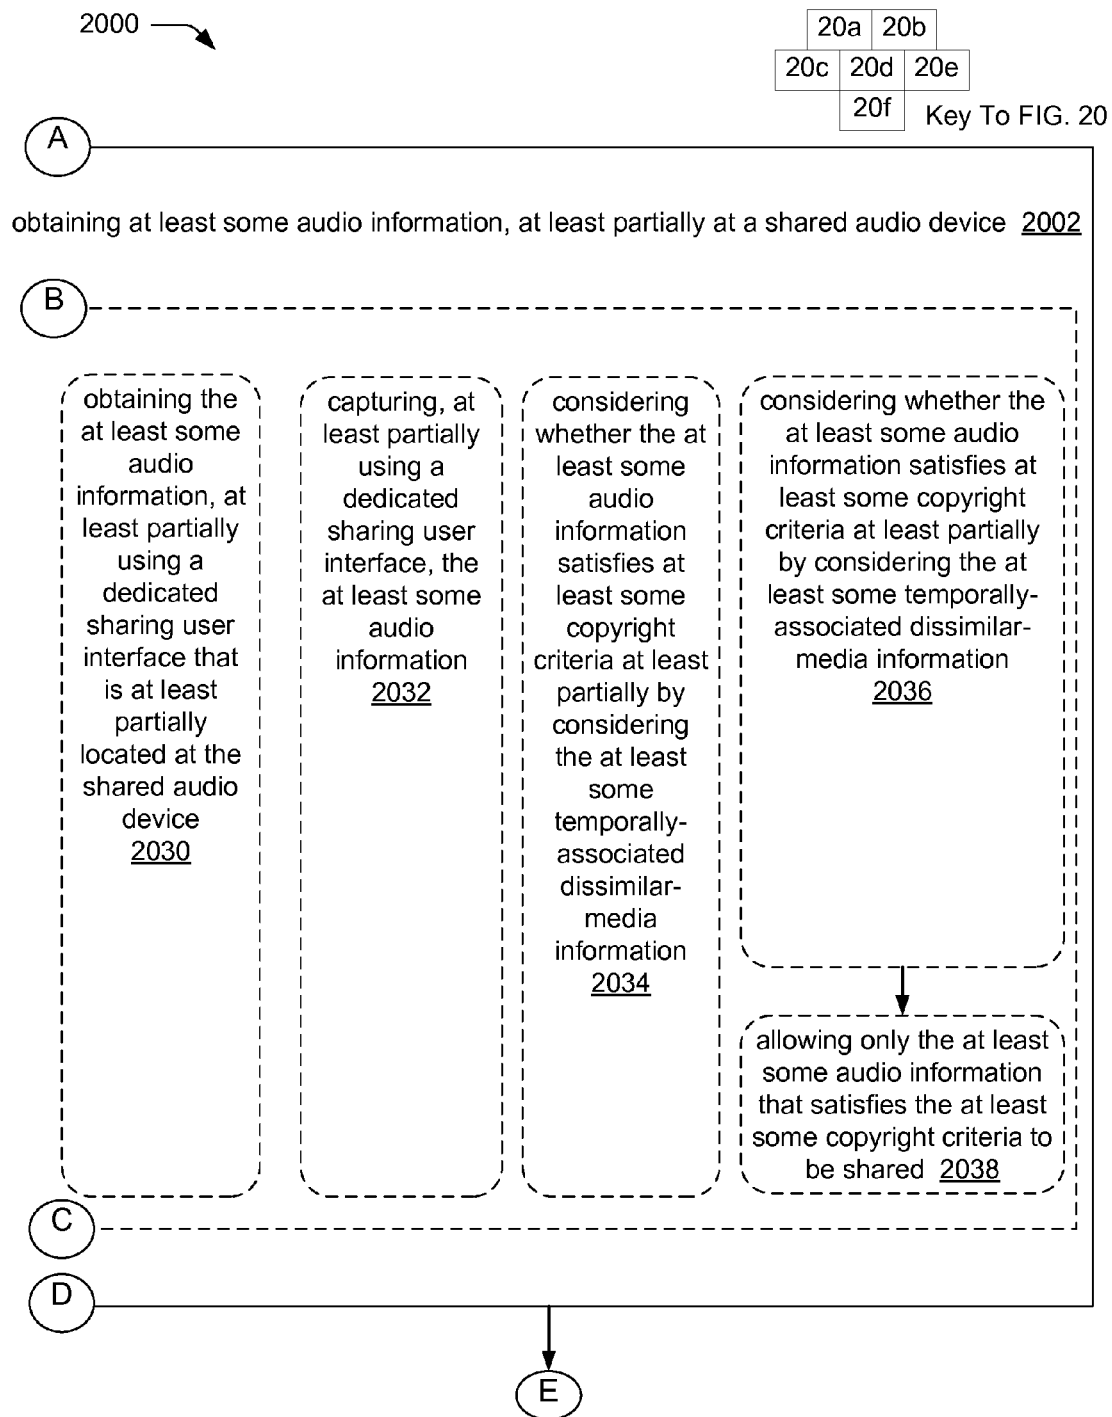 2000
20a 20b
20c 20d 20e
20f
Key To FIG. 20
A
obtaining at least some audio information, at least partially at a shared audio device 2002
B
obtaining the
at least some
audio
information, at
least partially
using a
dedicated
sharing user
interface that
is at least
partially
located at the
shared audio
device
2030
capturing, at
least partially
using a
dedicated
sharing user
interface, the
at least some
audio
information
2032
considering
whether the at
least some
audio
information
satisfies at
least some
copyright
criteria at least
partially by
considering
the at least
some
temporally-
associated
dissimilar-
media
information
2034
considering whether the
at least some audio
information satisfies at
least some copyright
criteria at least partially
by considering the at
least some temporally-
associated dissimilar-
media information
2036
allowing only the at least
some audio information
that satisfies the at least
some copyright criteria to
be shared 2038
C
D
E